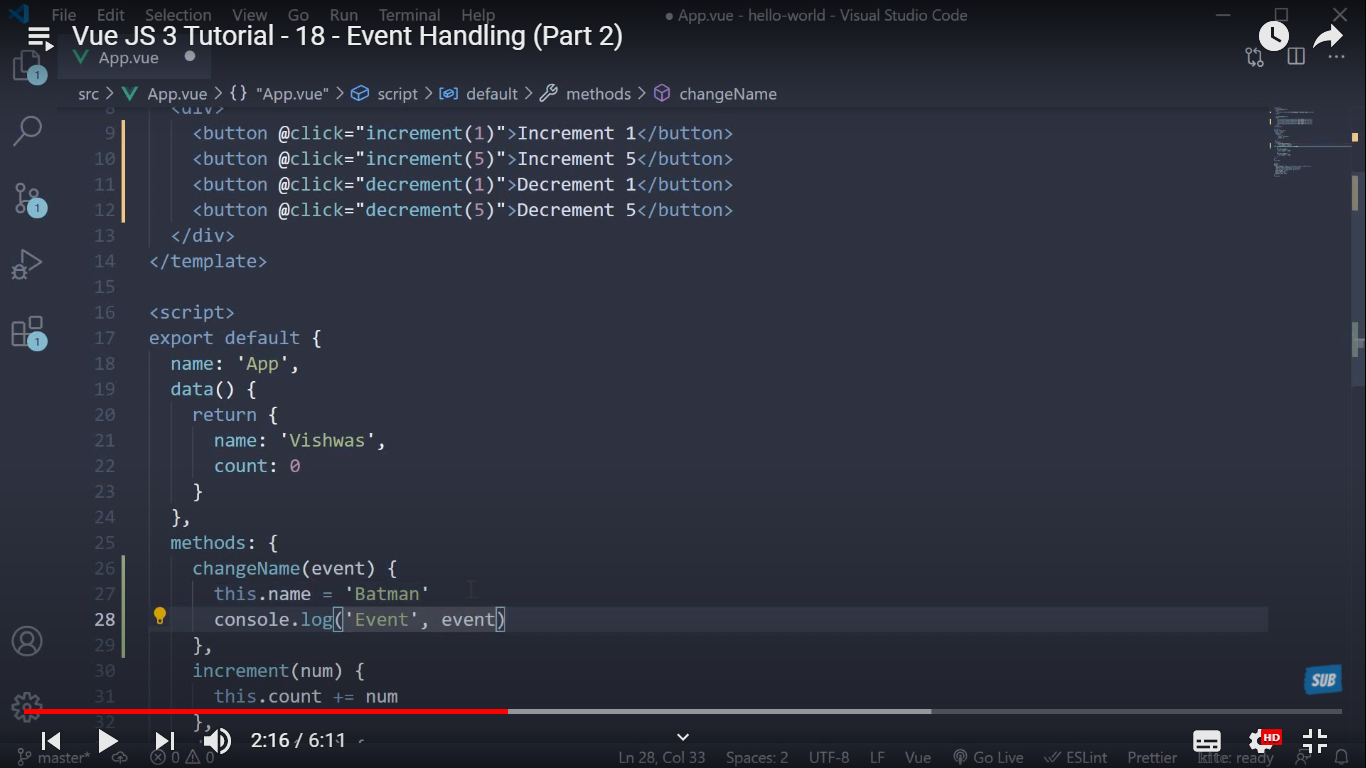 File Edit Selection View Go Run Terminal Help
● App.vue - hello-world - Visual Studio Code
Vue JS 3 Tutorial - 18 - Event Handling (Part 2)
App.vue ●
src > App.vue > {} "App.vue" > script > default > methods > changeName
8 <div>
9 <button @click="increment(1)">Increment 1</button>
10 <button @click="increment(5)">Increment 5</button>
11 <button @click="decrement(1)">Decrement 1</button>
12 <button @click="decrement(5)">Decrement 5</button>
13 </div>
14 </template>
15
16 <script>
17 export default {
18 name: 'App',
19 data() {
20 return {
21 name: 'Vishwas',
22 count: 0
23 }
24 },
25 methods: {
26 changeName(event) {
27 this.name = 'Batman'
28 console.log('Event', event)
29 },
30 increment(num) {
31 this.count += num
32 },
1
1
1
SUB
2:16 / 6:11
HD
master* 0 0
Ln 28, Col 33 Spaces: 2 UTF-8 LF Vue Go Live ESLint Prettier kite: ready